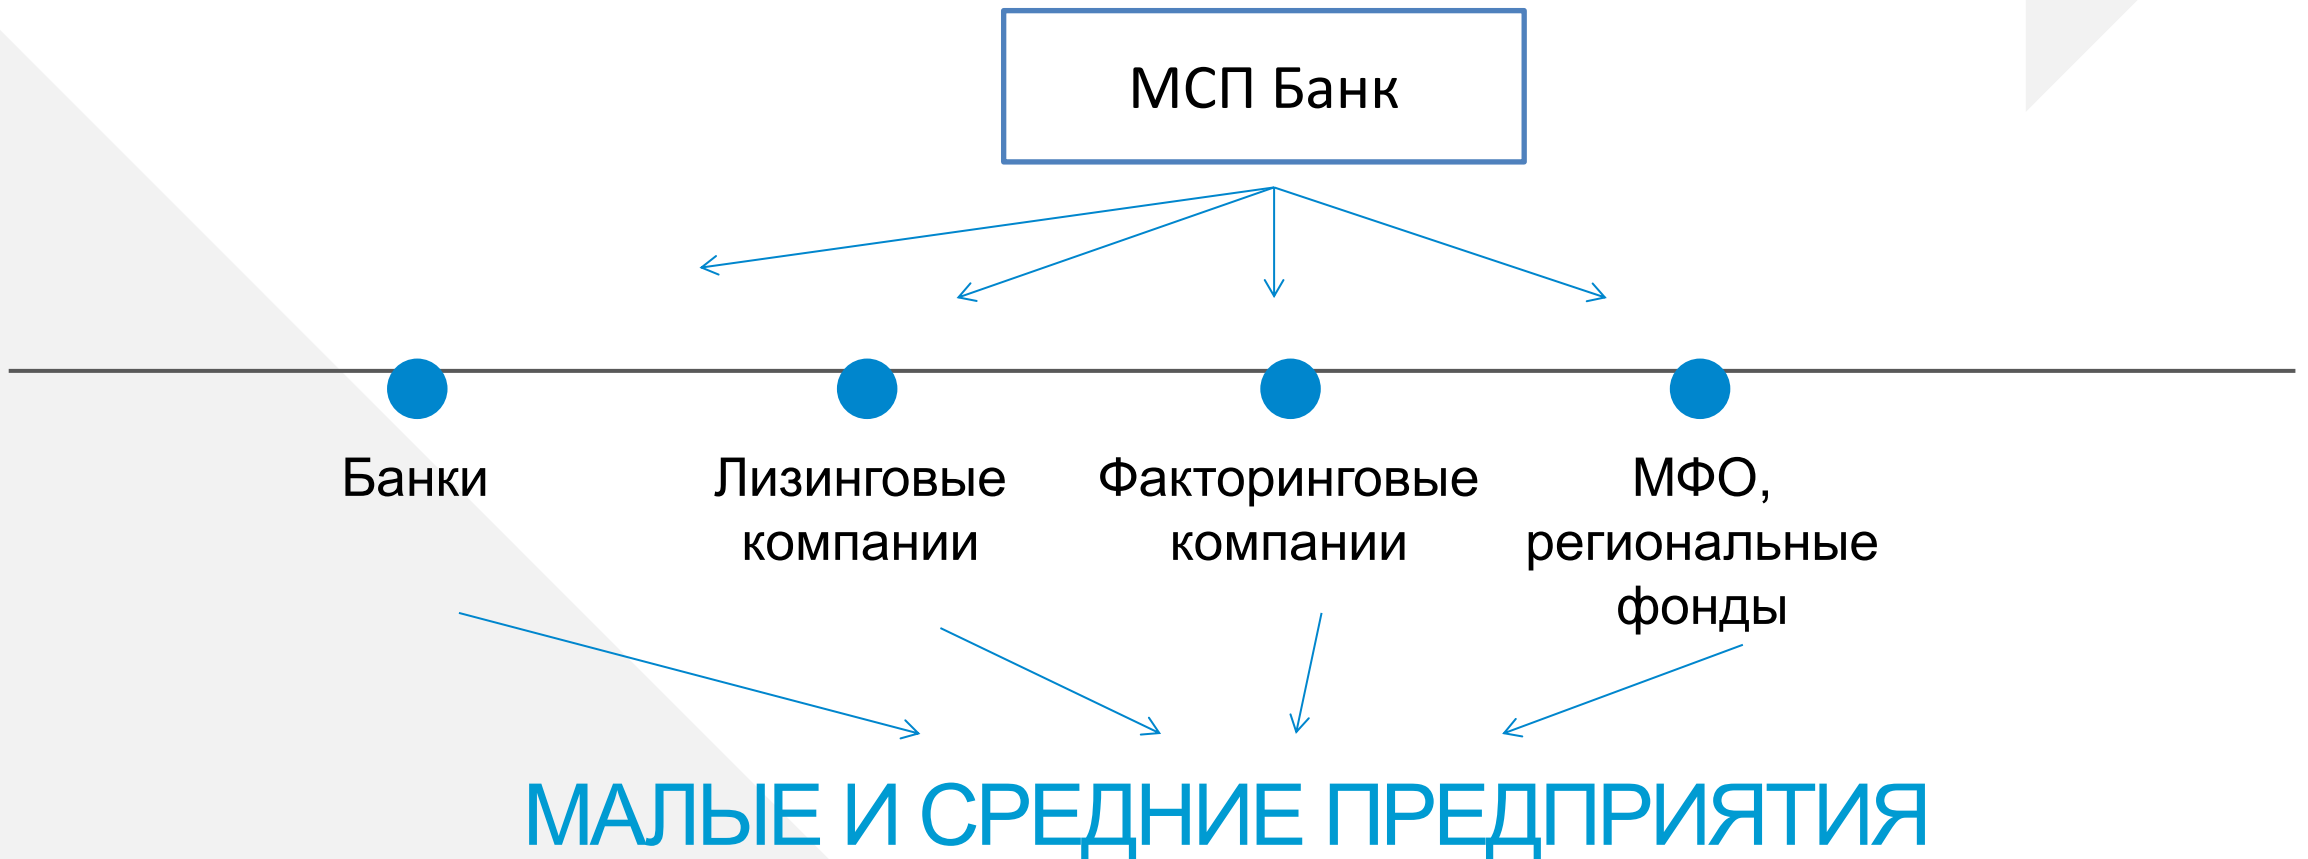 МСП Банк
Банки
Лизинговые
компании
Факторинговые
компании
МФО,
региональные
фонды
МАЛЫЕ И СРЕДНИЕ ПРЕДПРИЯТИЯ